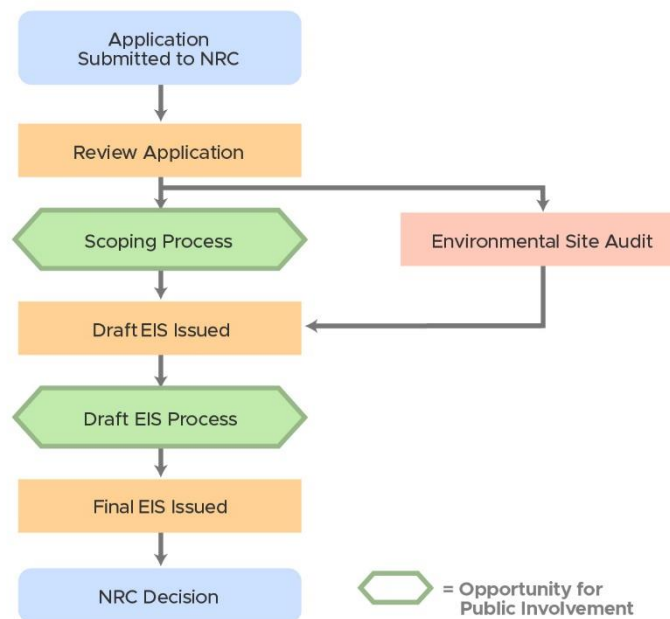 Application
Submitted to NRC
Review Application
Scoping Process
Environmental Site Audit
Draft EIS Issued
Draft EIS Process
Final EIS Issued
NRC Decision
= Opportunity for
Public Involvement